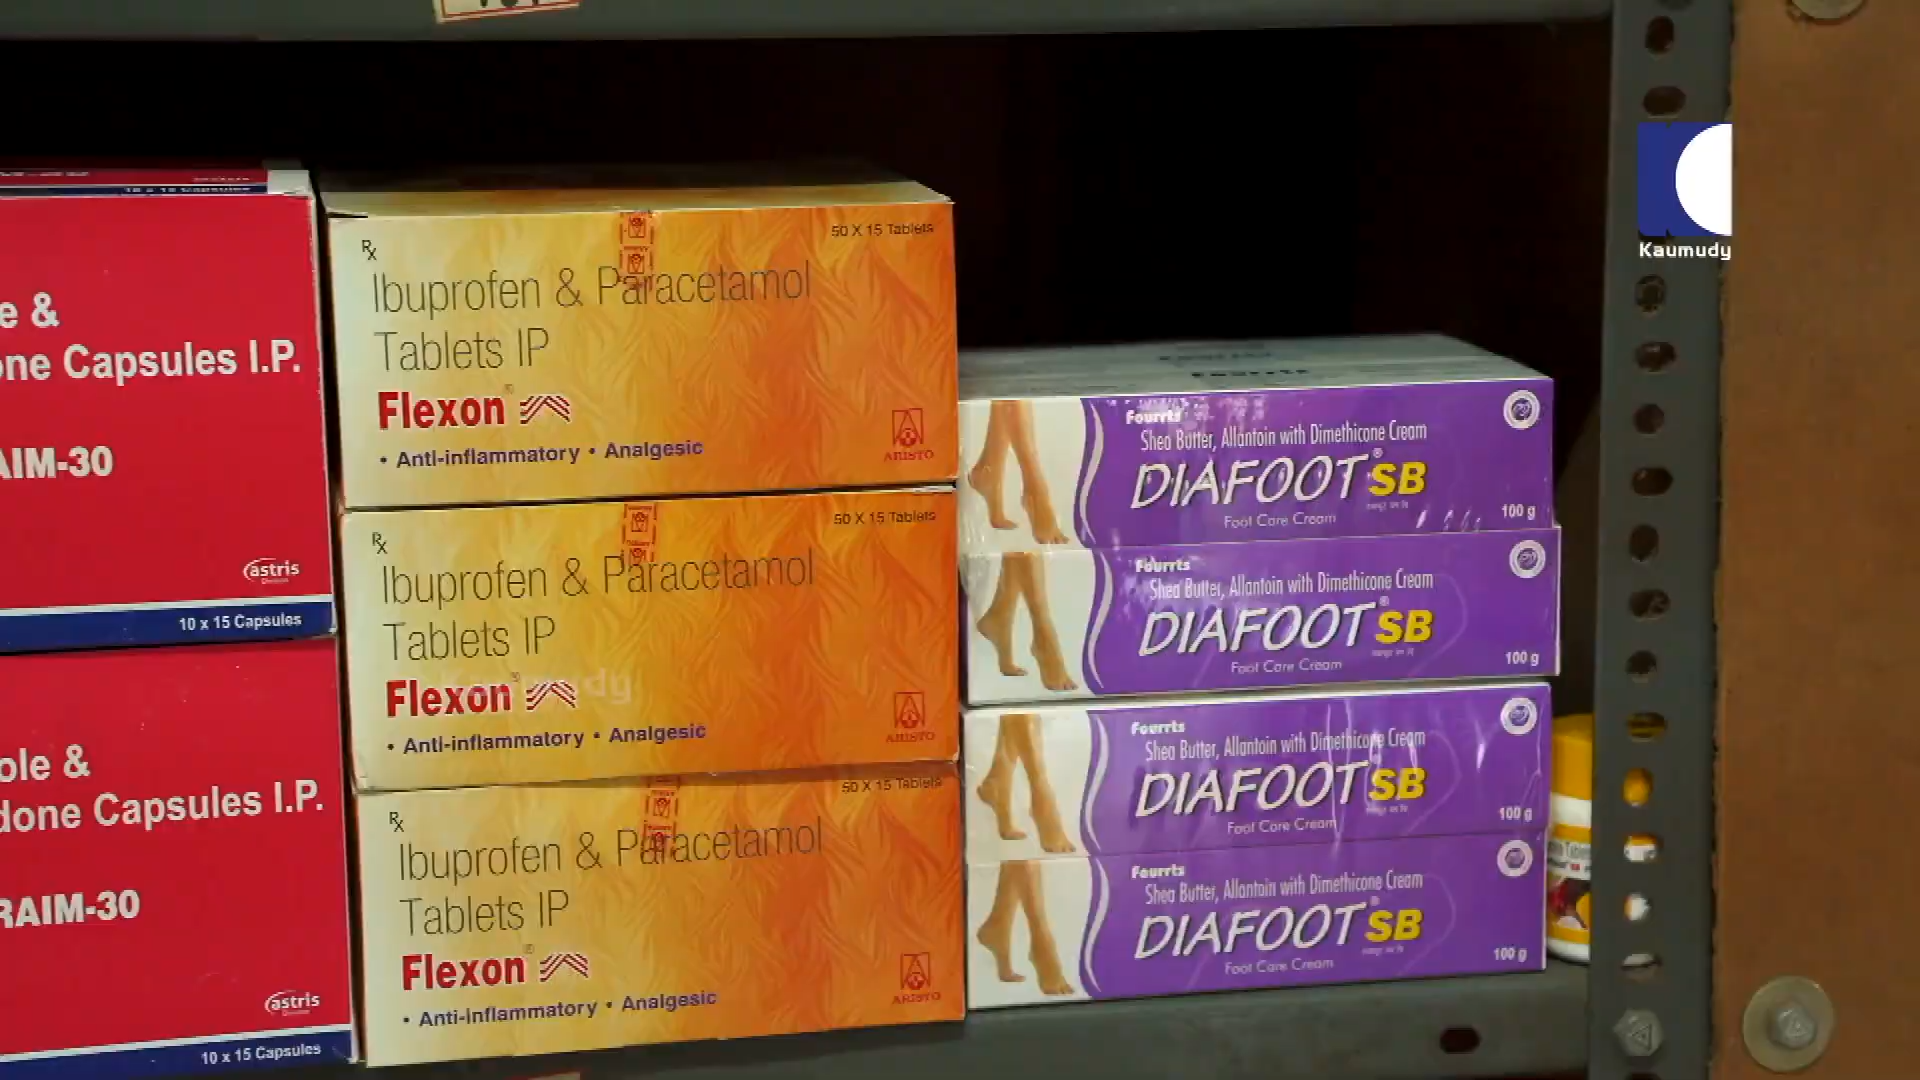 e &
one Capsules I.P.
AIM-30
astris
10 x 15 Capsules
ole &
done Capsules I.P.
RAIM-30
astris
10 x 15 Capsules
50 X 15 Tablets
Rx
Ibuprofen & Paracetamol
Tablets IP
Flexon®
• Anti-inflammatory • Analgesic
ARISTO
50 X 15 Tablets
Rx
Ibuprofen & Paracetamol
Tablets IP
Flexon®
• Anti-inflammatory • Analgesic
ARISTO
50 X 15 Tablets
Rx
Ibuprofen & Paracetamol
Tablets IP
Flexon®
• Anti-inflammatory • Analgesic
ARISTO
Fourrts
Shea Butter, Allantoin with Dimethicone Cream
DIAFOOT® SB
Foot Care Cream
100 g
Fourrts
Shea Butter, Allantoin with Dimethicone Cream
DIAFOOT® SB
Foot Care Cream
100 g
Fourrts
Shea Butter, Allantoin with Dimethicone Cream
DIAFOOT® SB
Foot Care Cream
100 g
Fourrts
Shea Butter, Allantoin with Dimethicone Cream
DIAFOOT® SB
Foot Care Cream
100 g
Kaumudy